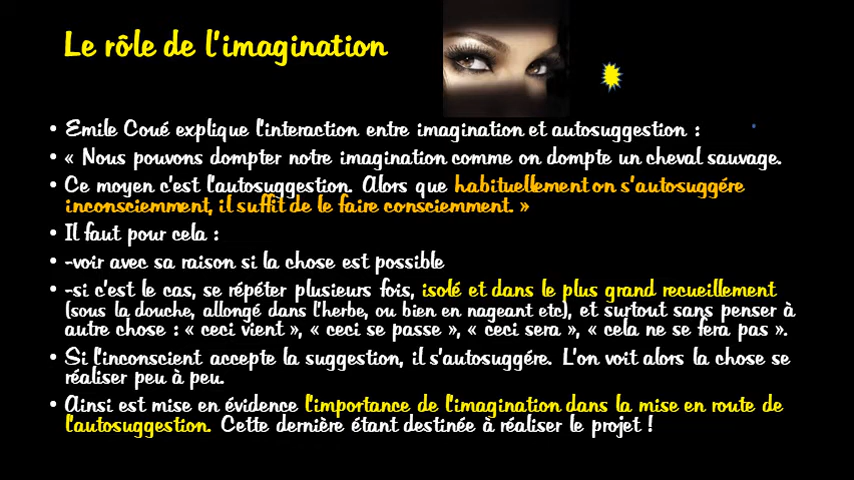 Le rôle de l'imagination
• Emile Coué explique l'interaction entre imagination et autosuggestion :
• « Nous pouvons dompter notre imagination comme on dompte un cheval sauvage.
• Ce moyen c'est l'autosuggestion. Alors que habituellement on s'autosuggére
inconsciemment, il suffit de le faire consciemment. »
• Il faut pour cela :
• -voir avec sa raison si la chose est possible
• -si c'est le cas, se répéter plusieurs fois, isolé et dans le plus grand recueillement
(sous la douche, allongé dans l'herbe, ou bien en nageant etc), et surtout sans penser à
autre chose : « ceci vient », « ceci se passe », « ceci sera », « cela ne se fera pas ».
• Si l'inconscient accepte la suggestion, il s'autosuggére. L'on voit alors la chose se
réaliser peu à peu.
• Ainsi est mise en évidence l'importance de l'imagination dans la mise en route de
l'autosuggestion. Cette dernière étant destinée à réaliser le projet !